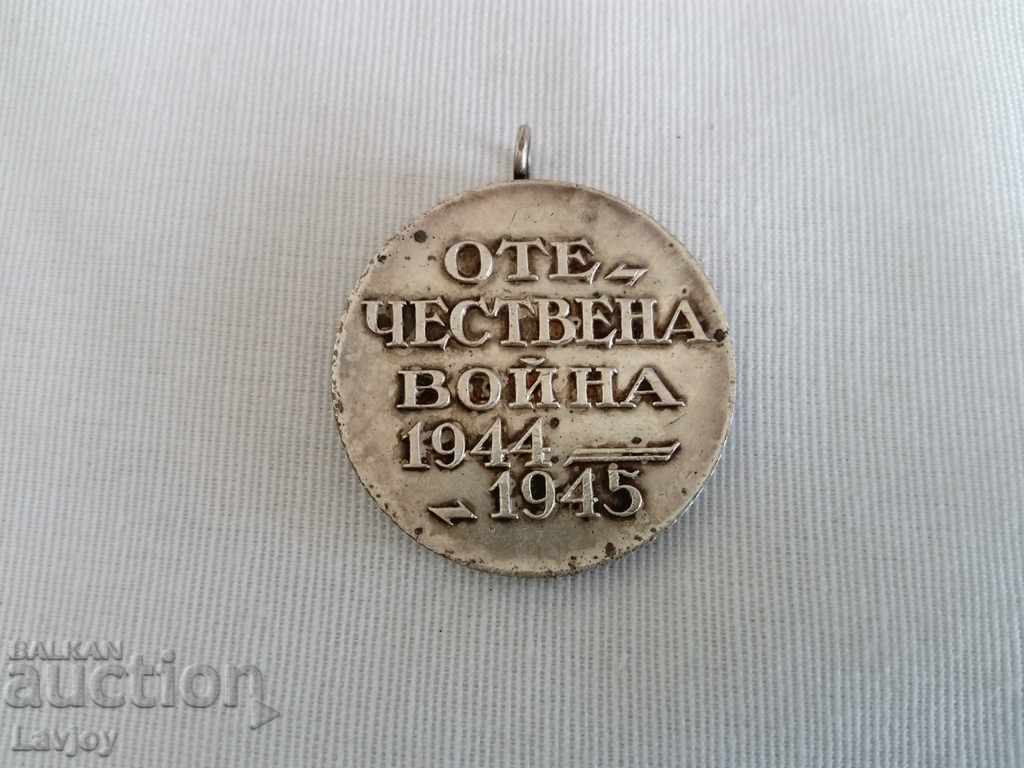 ОТЕ-
ЧЕСТВЕНА
ВОЙНА
1944 —
1945
BALKAN
auction
Lavjoy